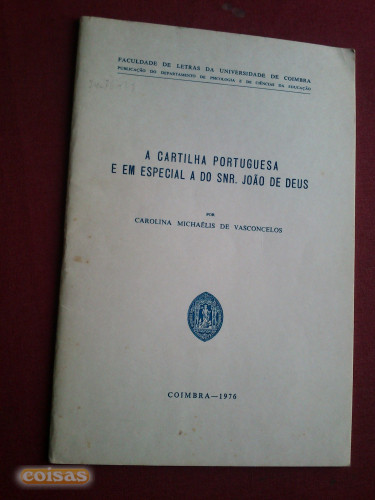 FACULDADE DE LETRAS DA UNIVERSIDADE DE COIMBRA
PUBLICAÇÃO DO DEPARTAMENTO DE PSICOLOGIA E DE CIÊNCIAS DA EDUCAÇÃO
A CARTILHA PORTUGUESA
E EM ESPECIAL A DO SNR. JOÃO DE DEUS
POR
CAROLINA MICHAËLIS DE VASCONCELOS
COIMBRA—1976
coisas